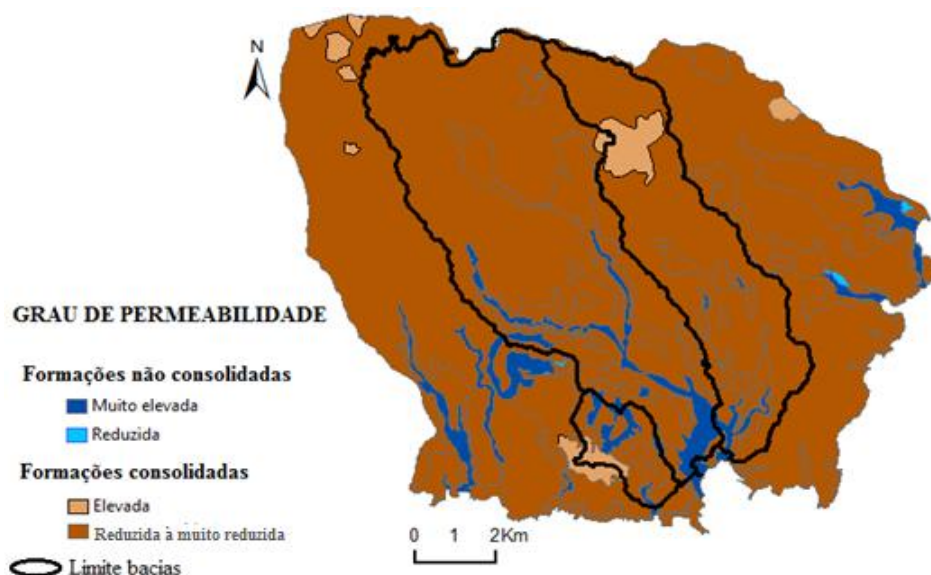 N
GRAU DE PERMEABILIDADE
Formações não consolidadas
Muito elevada
Reduzida
Formações consolidadas
Elevada
Reduzida à muito reduzida
Limite bacias
0 1 2Km